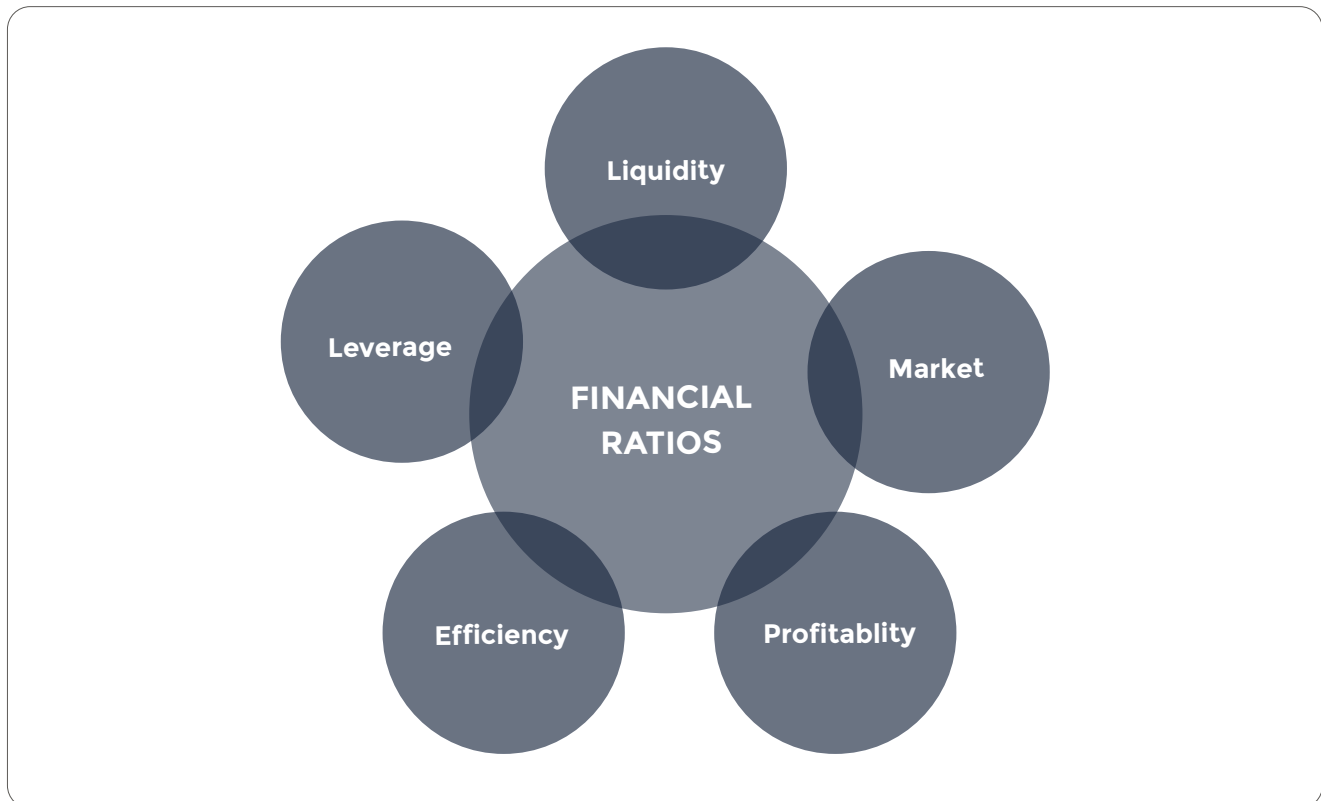 Liquidity
Leverage
Market
FINANCIAL
RATIOS
Efficiency
Profitablity